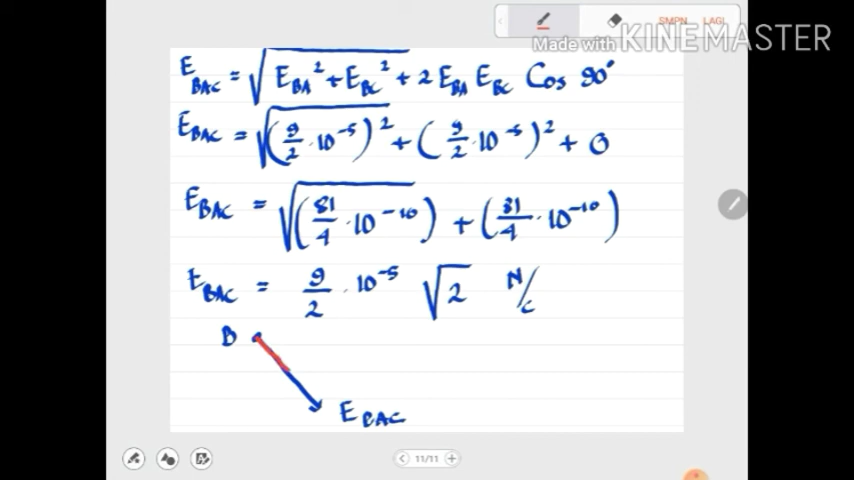 SMPN LAGI
Made with KINEMASTER
E_BAC = √E_BA² + E_BC² + 2 E_BA E_BC Cos 90°
E_BAC = √(9/2 · 10⁻⁵)² + (9/2 · 10⁻⁵)² + 0
E_BAC = √(81/4 · 10⁻¹⁰) + (81/4 · 10⁻¹⁰)
E_BAC = 9/2 · 10⁻⁵ √2 N/C
B
E_BAC
11/11